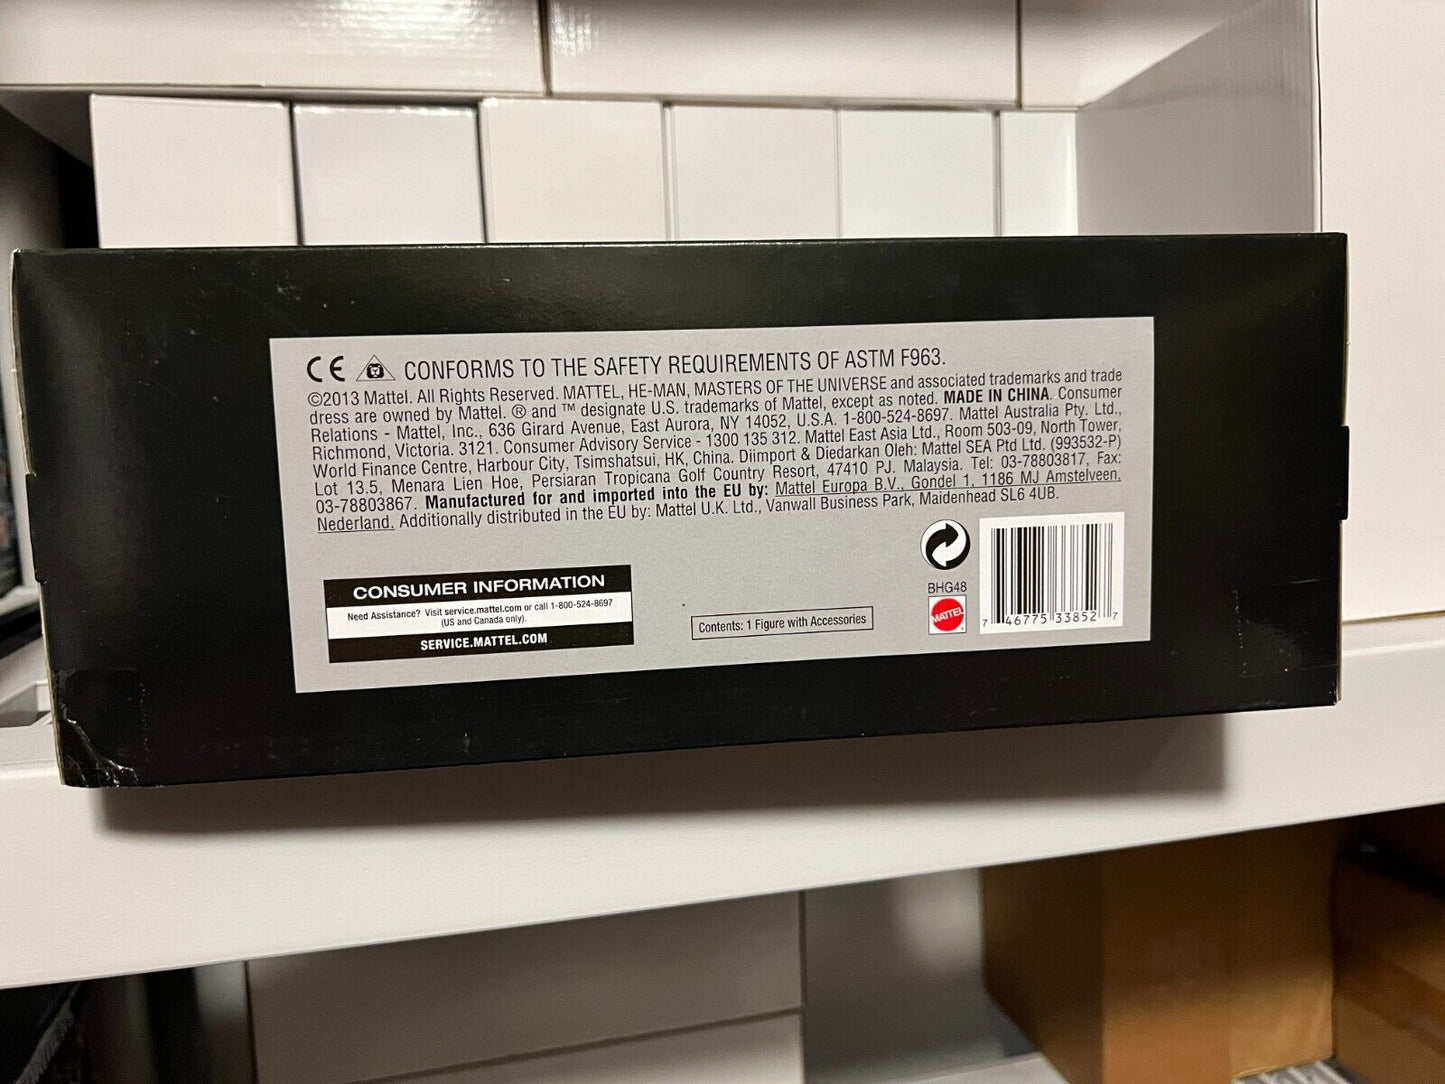 CE CONFORMS TO THE SAFETY REQUIREMENTS OF ASTM F963.
©2013 Mattel. All Rights Reserved. MATTEL, HE-MAN, MASTERS OF THE UNIVERSE and associated trademarks and trade
dress are owned by Mattel. ® and ™ designate U.S. trademarks of Mattel, except as noted. MADE IN CHINA. Consumer
Relations - Mattel, Inc., 636 Girard Avenue, East Aurora, NY 14052, U.S.A. 1-800-524-8697. Mattel Australia Pty. Ltd.,
Richmond, Victoria. 3121. Consumer Advisory Service - 1300 135 312. Mattel East Asia Ltd., Room 503-09, North Tower,
World Finance Centre, Harbour City, Tsimshatsui, HK, China. Diimport & Diedarkan Oleh: Mattel SEA Ptd Ltd. (993532-P)
Lot 13.5, Menara Lien Hoe, Persiaran Tropicana Golf Country Resort, 47410 PJ. Malaysia. Tel: 03-78803817, Fax:
03-78803867. Manufactured for and imported into the EU by: Mattel Europa B.V., Gondel 1, 1186 MJ Amstelveen,
Nederland. Additionally distributed in the EU by: Mattel U.K. Ltd., Vanwall Business Park, Maidenhead SL6 4UB.
CONSUMER INFORMATION
Need Assistance? Visit service.mattel.com or call 1-800-524-8697
(US and Canada only).
SERVICE.MATTEL.COM
Contents: 1 Figure with Accessories
BHG48
MATTEL
7 46775 33852 7